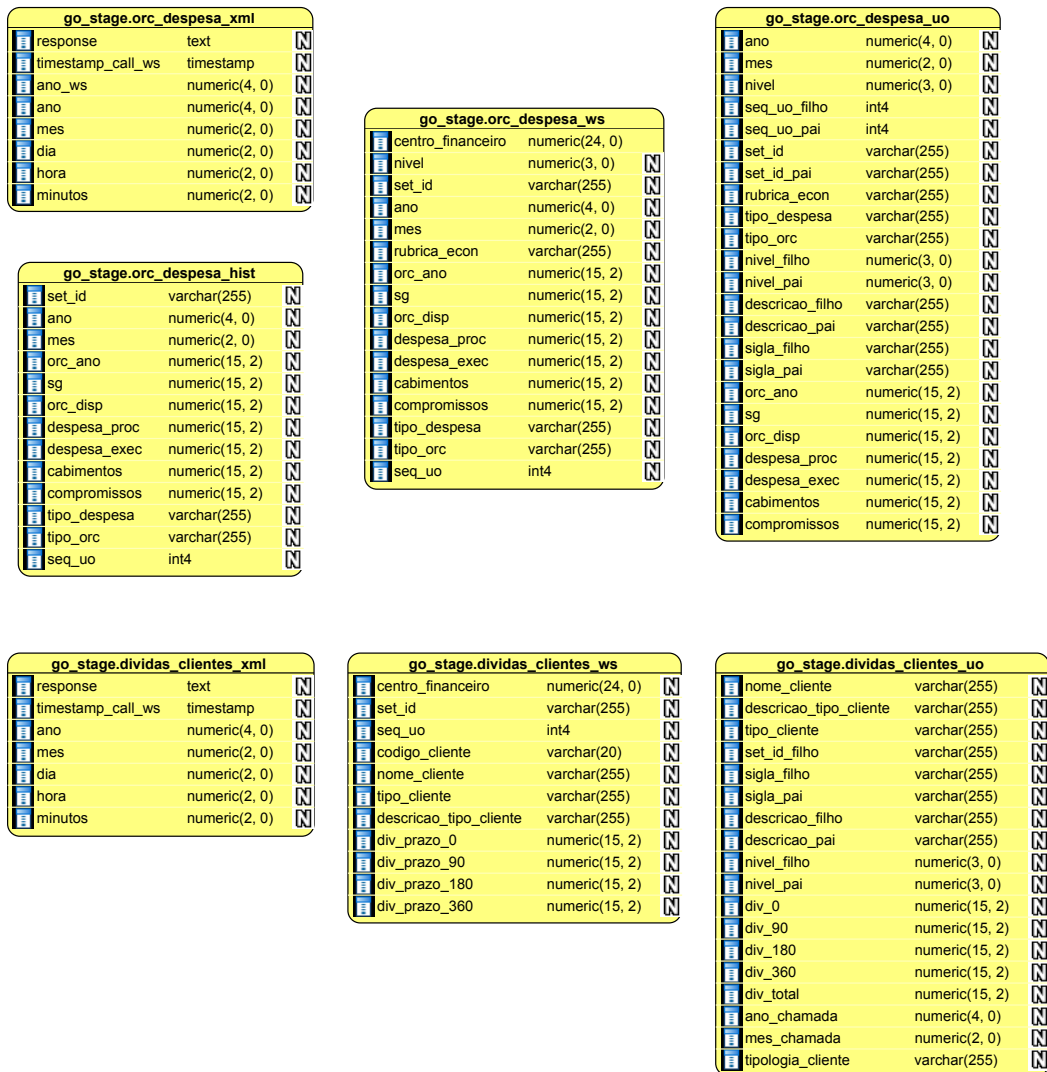 go_stage.orc_despesa_xml
response text N
timestamp_call_ws timestamp N
ano_ws numeric(4, 0) N
ano numeric(4, 0) N
mes numeric(2, 0) N
dia numeric(2, 0) N
hora numeric(2, 0) N
minutos numeric(2, 0) N
go_stage.orc_despesa_hist
set_id varchar(255) N
ano numeric(4, 0) N
mes numeric(2, 0) N
orc_ano numeric(15, 2) N
sg numeric(15, 2) N
orc_disp numeric(15, 2) N
despesa_proc numeric(15, 2) N
despesa_exec numeric(15, 2) N
cabimentos numeric(15, 2) N
compromissos numeric(15, 2) N
tipo_despesa varchar(255) N
tipo_orc varchar(255) N
seq_uo int4 N
go_stage.orc_despesa_ws
centro_financeiro numeric(24, 0)
nivel numeric(3, 0) N
set_id varchar(255) N
ano numeric(4, 0) N
mes numeric(2, 0) N
rubrica_econ varchar(255) N
orc_ano numeric(15, 2) N
sg numeric(15, 2) N
orc_disp numeric(15, 2) N
despesa_proc numeric(15, 2) N
despesa_exec numeric(15, 2) N
cabimentos numeric(15, 2) N
compromissos numeric(15, 2) N
tipo_despesa varchar(255) N
tipo_orc varchar(255) N
seq_uo int4 N
go_stage.orc_despesa_uo
ano numeric(4, 0) N
mes numeric(2, 0) N
nivel numeric(3, 0) N
seq_uo_filho int4 N
seq_uo_pai int4 N
set_id varchar(255) N
set_id_pai varchar(255) N
rubrica_econ varchar(255) N
tipo_despesa varchar(255) N
tipo_orc varchar(255) N
nivel_filho numeric(3, 0) N
nivel_pai numeric(3, 0) N
descricao_filho varchar(255) N
descricao_pai varchar(255) N
sigla_filho varchar(255) N
sigla_pai varchar(255) N
orc_ano numeric(15, 2) N
sg numeric(15, 2) N
orc_disp numeric(15, 2) N
despesa_proc numeric(15, 2) N
despesa_exec numeric(15, 2) N
cabimentos numeric(15, 2) N
compromissos numeric(15, 2) N
go_stage.dividas_clientes_xml
response text N
timestamp_call_ws timestamp N
ano numeric(4, 0) N
mes numeric(2, 0) N
dia numeric(2, 0) N
hora numeric(2, 0) N
minutos numeric(2, 0) N
go_stage.dividas_clientes_ws
centro_financeiro numeric(24, 0) N
set_id varchar(255) N
seq_uo int4 N
codigo_cliente varchar(20) N
nome_cliente varchar(255) N
tipo_cliente varchar(255) N
descricao_tipo_cliente varchar(255) N
div_prazo_0 numeric(15, 2) N
div_prazo_90 numeric(15, 2) N
div_prazo_180 numeric(15, 2) N
div_prazo_360 numeric(15, 2) N
go_stage.dividas_clientes_uo
nome_cliente varchar(255) N
descricao_tipo_cliente varchar(255) N
tipo_cliente varchar(255) N
set_id_filho varchar(255) N
sigla_filho varchar(255) N
sigla_pai varchar(255) N
descricao_filho varchar(255) N
descricao_pai varchar(255) N
nivel_filho numeric(3, 0) N
nivel_pai numeric(3, 0) N
div_0 numeric(15, 2) N
div_90 numeric(15, 2) N
div_180 numeric(15, 2) N
div_360 numeric(15, 2) N
div_total numeric(15, 2) N
ano_chamada numeric(4, 0) N
mes_chamada numeric(2, 0) N
tipologia_cliente varchar(255) N